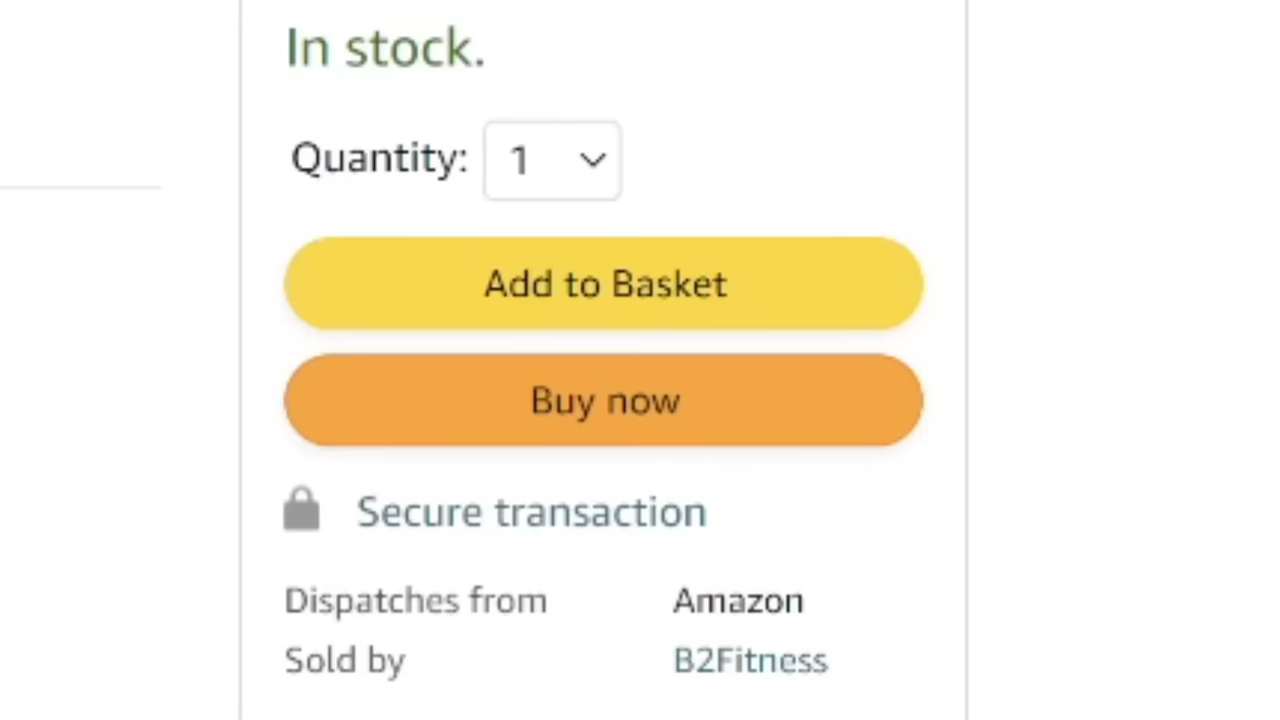 In stock.
Quantity: 1
Add to Basket
Buy now
Secure transaction
Dispatches from Amazon
Sold by B2Fitness